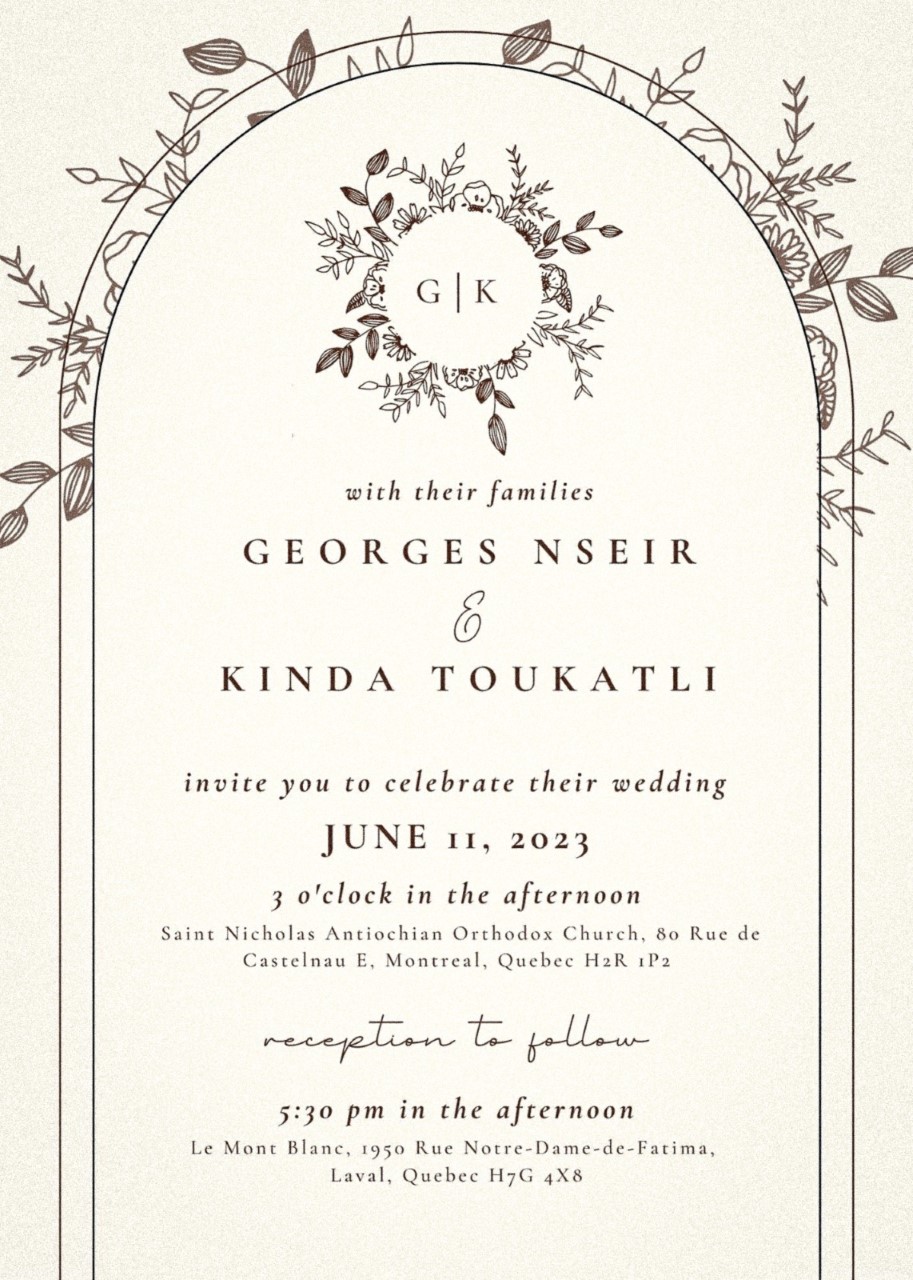 G|K
with their families
GEORGES NSEIR
&
KINDA TOUKATLI
invite you to celebrate their wedding
JUNE 11, 2023
3 o'clock in the afternoon
Saint Nicholas Antiochian Orthodox Church, 80 Rue de
Castelnau E, Montreal, Quebec H2R 1P2
reception to follow
5:30 pm in the afternoon
Le Mont Blanc, 1950 Rue Notre-Dame-de-Fatima,
Laval, Quebec H7G 4X8